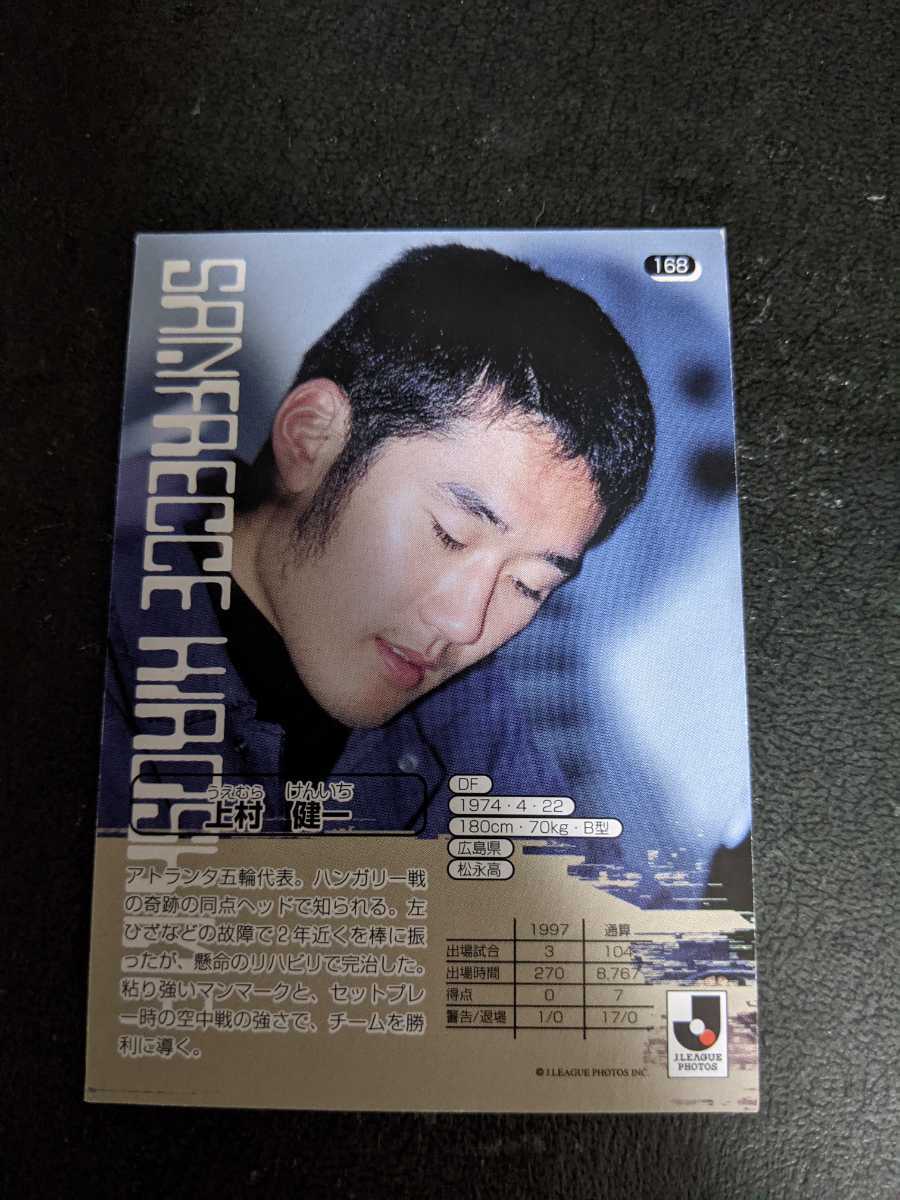 168
SANFRECCE HIROSHIMA
うえむら けんいち
上村 健一
DF
1974・4・22
180cm・70kg・B型
広島県
松永高
アトランタ五輪代表。ハンガリー戦
の奇跡の同点ヘッドで知られる。左
ひざなどの故障で2年近くを棒に振
ったが、懸命のリハビリで完治した。
粘り強いマンマークと、セットプレ
ー時の空中戦の強さで、チームを勝
利に導く。
1997 通算
出場試合 3 104
出場時間 270 8,767
得点 0 7
警告/退場 1/0 17/0
J.LEAGUE
PHOTOS
© J.LEAGUE PHOTOS INC.